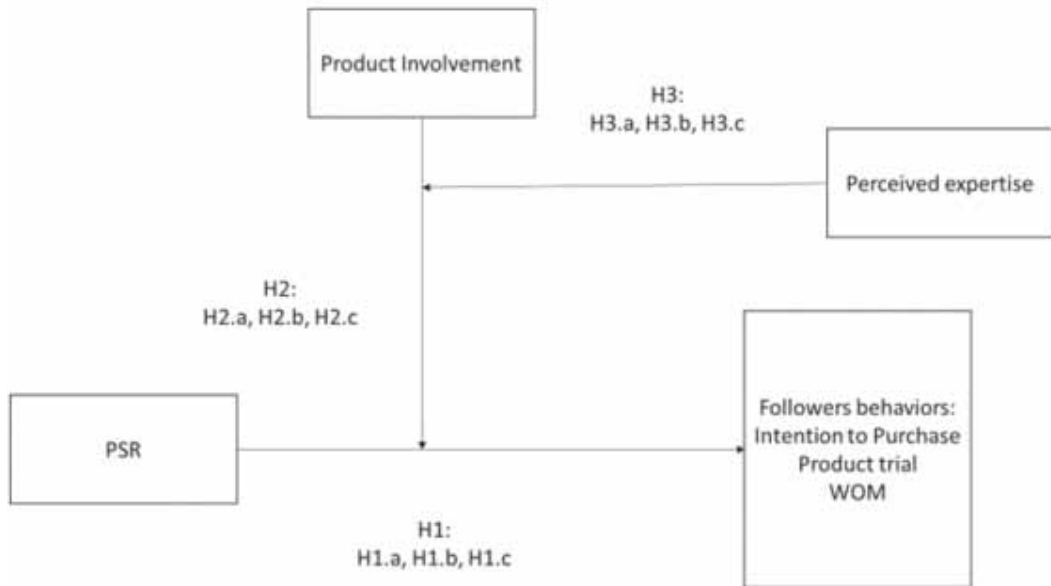 Product Involvement
H3:
H3.a, H3.b, H3.c
Perceived expertise
H2:
H2.a, H2.b, H2.c
PSR
Followers behaviors:
Intention to Purchase
Product trial
WOM
H1:
H1.a, H1.b, H1.c